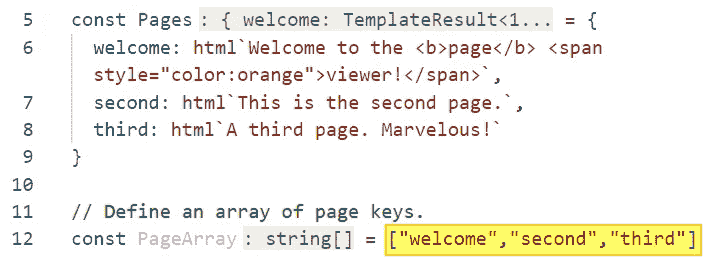 5 const Pages : { welcome: TemplateResult<1... = {
6 welcome: html`Welcome to the <b>page</b> <span
style="color:orange">viewer!</span>`,
7 second: html`This is the second page.`,
8 third: html`A third page. Marvelous!`
9 }
10
11 // Define an array of page keys.
12 const PageArray : string[] = ["welcome","second","third"]